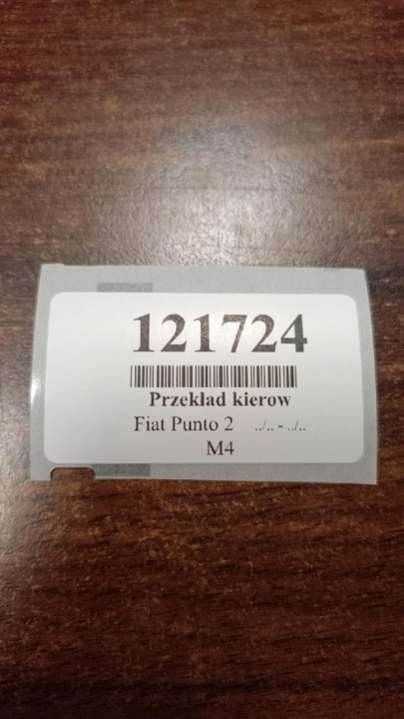 121724
Przekład kierow
Fiat Punto 2 ../.. - ../..
M4